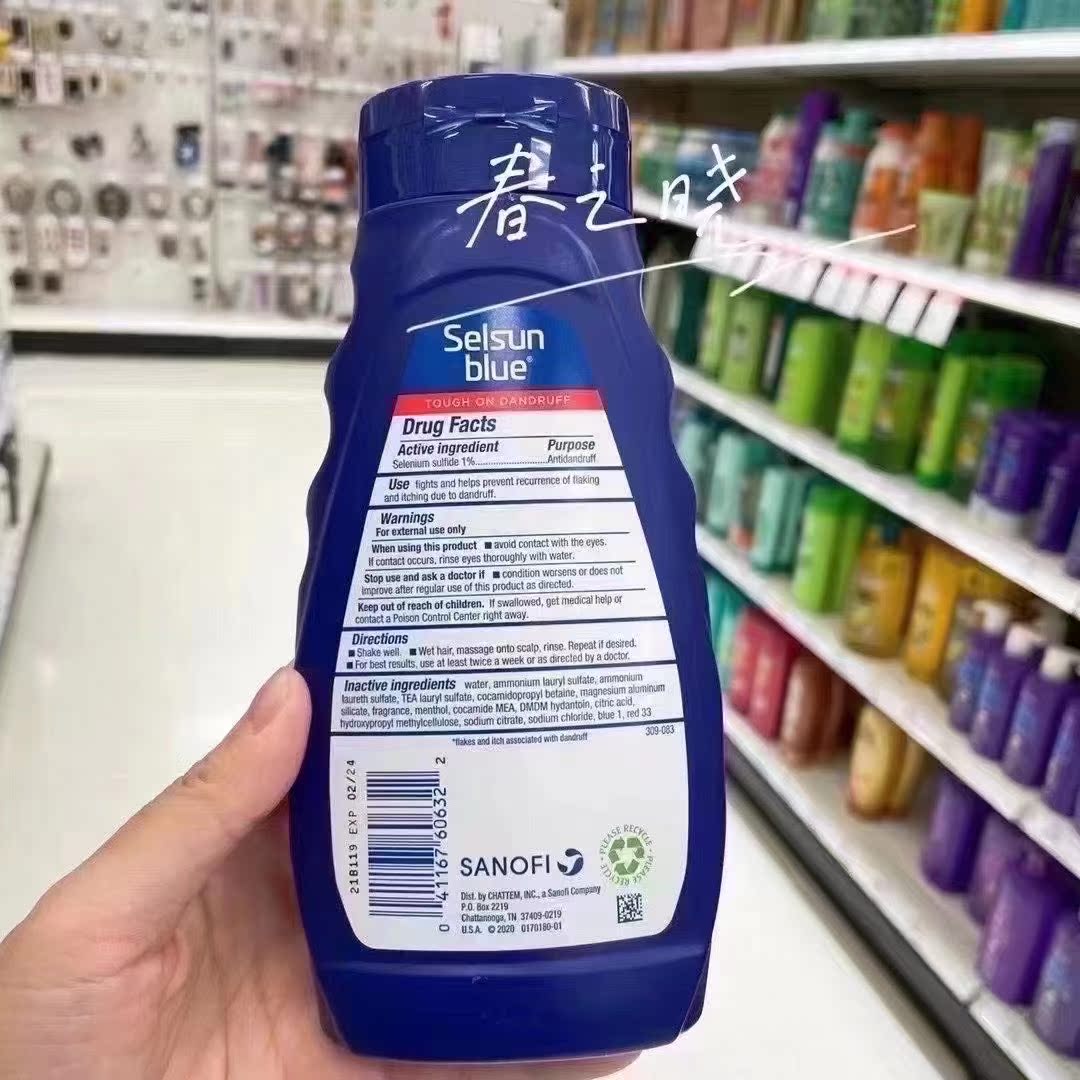 春之晓
Selsun
blue®
TOUGH ON DANDRUFF
Drug Facts
Active ingredient Purpose
Selenium sulfide 1%..........................Antidandruff
Use fights and helps prevent recurrence of flaking
and itching due to dandruff.
Warnings
For external use only
When using this product ■ avoid contact with the eyes.
If contact occurs, rinse eyes thoroughly with water.
Stop use and ask a doctor if ■ condition worsens or does not
improve after regular use of this product as directed.
Keep out of reach of children. If swallowed, get medical help or
contact a Poison Control Center right away.
Directions
■ Shake well. ■ Wet hair, massage onto scalp, rinse. Repeat if desired.
■ For best results, use at least twice a week or as directed by a doctor.
Inactive ingredients water, ammonium lauryl sulfate, ammonium
laureth sulfate, TEA lauryl sulfate, cocamidopropyl betaine, magnesium aluminum
silicate, fragrance, menthol, cocamide MEA, DMDM hydantoin, citric acid,
hydroxypropyl methylcellulose, sodium citrate, sodium chloride, blue 1, red 33
309-083
*flakes and itch associated with dandruff
21B119 EXP 02/24
0 41167 60632 2
SANOFI
PLEASE RECYCLE • PLEASE RECYCLE •
Dist. by CHATTEM, INC., a Sanofi Company
P.O. Box 2219
Chattanooga, TN 37409-0219
U.S.A. © 2020 0170180-01